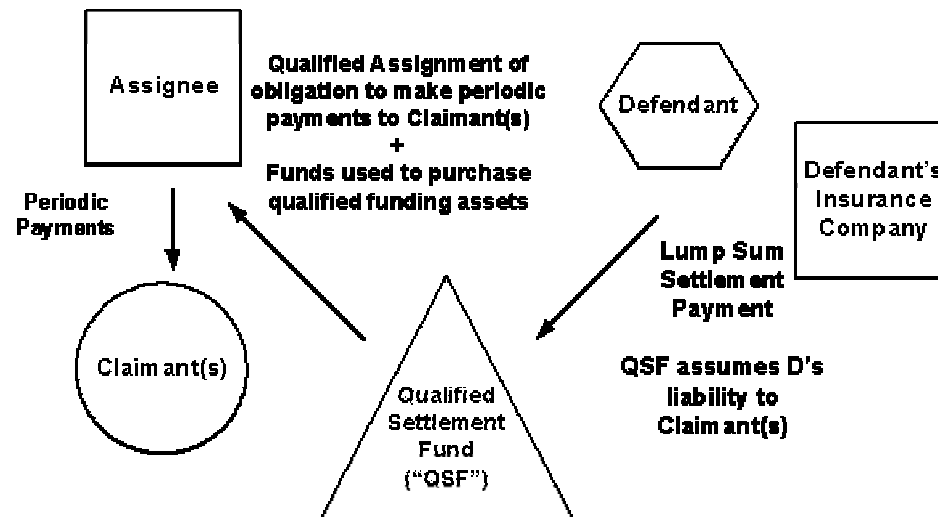 Assignee
Qualified Assignment of
obligation to make periodic
payments to Claimant(s)
+
Funds used to purchase
qualified funding assets
Defendant
Defendant's
Insurance
Company
Periodic
Payments
Lump Sum
Settlement
Payment
Claimant(s)
QSF assumes D's
liability to
Claimant(s)
Qualified
Settlement
Fund
("QSF")